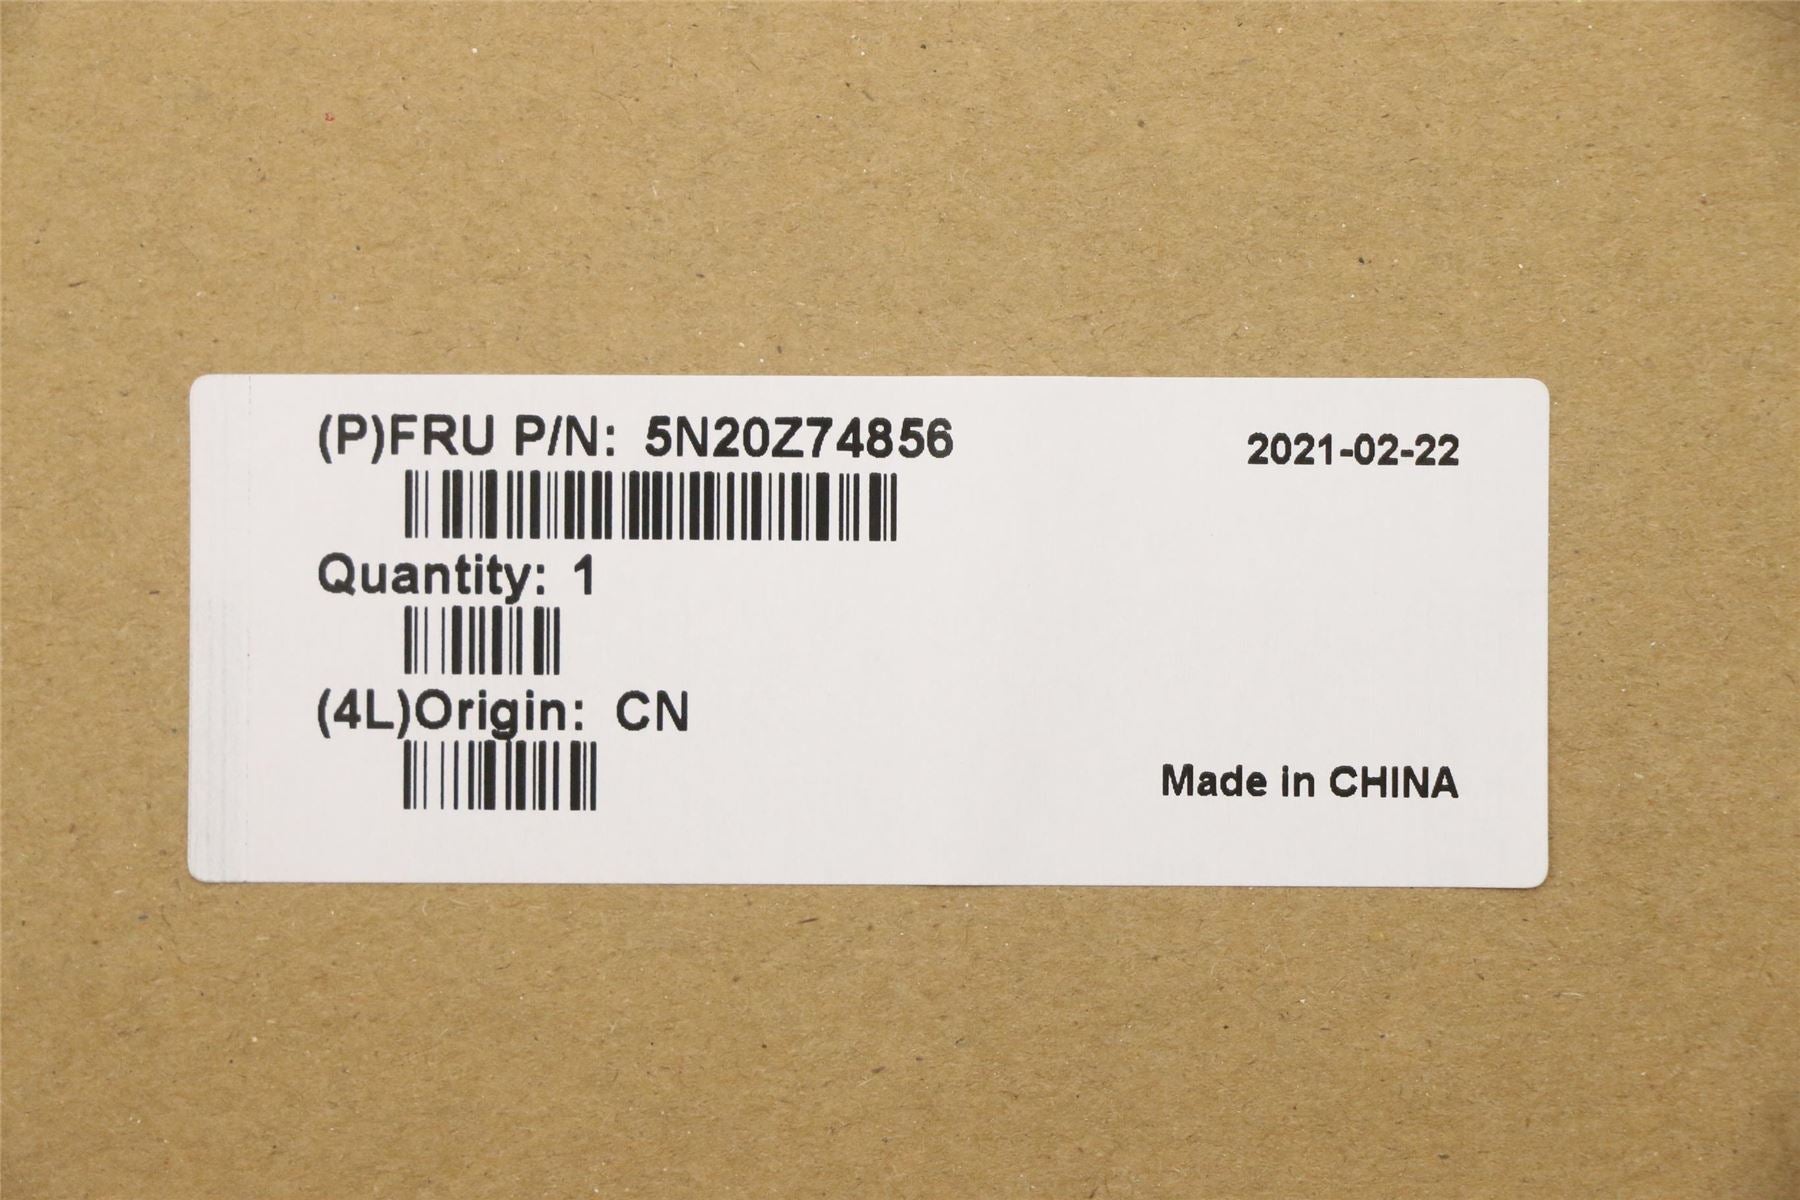 (P)FRU P/N: 5N20Z74856
2021-02-22
Quantity: 1
(4L)Origin: CN
Made in CHINA